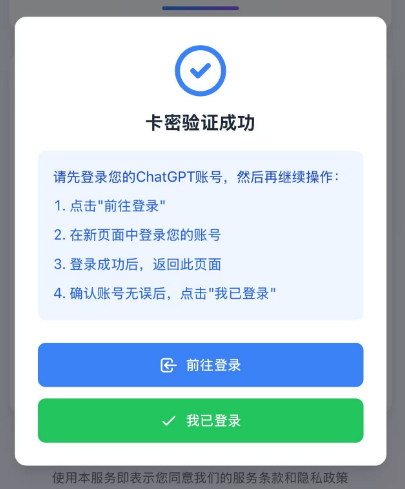 卡密验证成功
请先登录您的ChatGPT账号，然后再继续操作：
1. 点击"前往登录"
2. 在新页面中登录您的账号
3. 登录成功后，返回此页面
4. 确认账号无误后，点击"我已登录"
前往登录
我已登录
使用本服务即表示您同意我们的服务条款和隐私政策